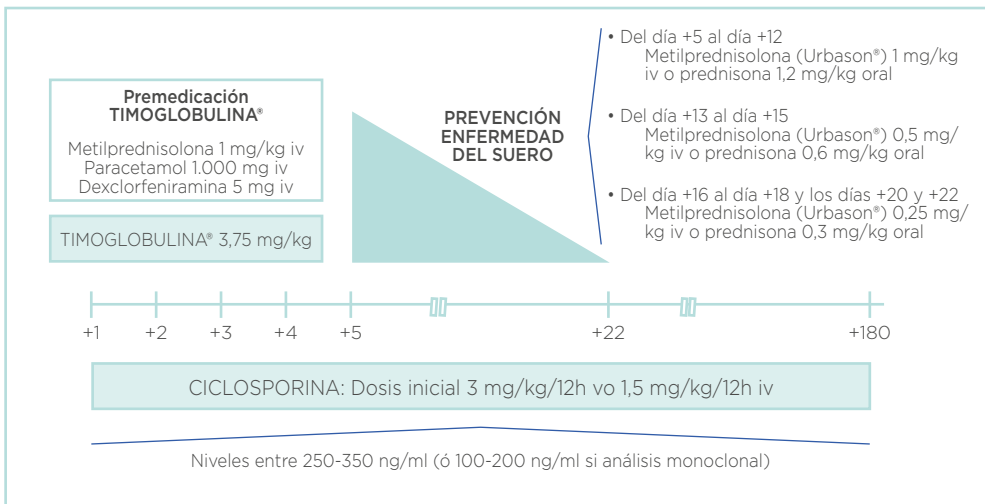 Premedicación
TIMOGLOBULINA®
Metilprednisolona 1 mg/kg iv
Paracetamol 1.000 mg iv
Dexclorfeniramina 5 mg iv
TIMOGLOBULINA® 3,75 mg/kg
PREVENCIÓN
ENFERMEDAD
DEL SUERO
• Del día +5 al día +12
Metilprednisolona (Urbason®) 1 mg/kg
iv o prednisona 1,2 mg/kg oral
• Del día +13 al día +15
Metilprednisolona (Urbason®) 0,5 mg/
kg iv o prednisona 0,6 mg/kg oral
• Del día +16 al día +18 y los días +20 y +22
Metilprednisolona (Urbason®) 0,25 mg/
kg iv o prednisona 0,3 mg/kg oral
+1 +2 +3 +4 +5 +22 +180
CICLOSPORINA: Dosis inicial 3 mg/kg/12h vo 1,5 mg/kg/12h iv
Niveles entre 250-350 ng/ml (ó 100-200 ng/ml si análisis monoclonal)